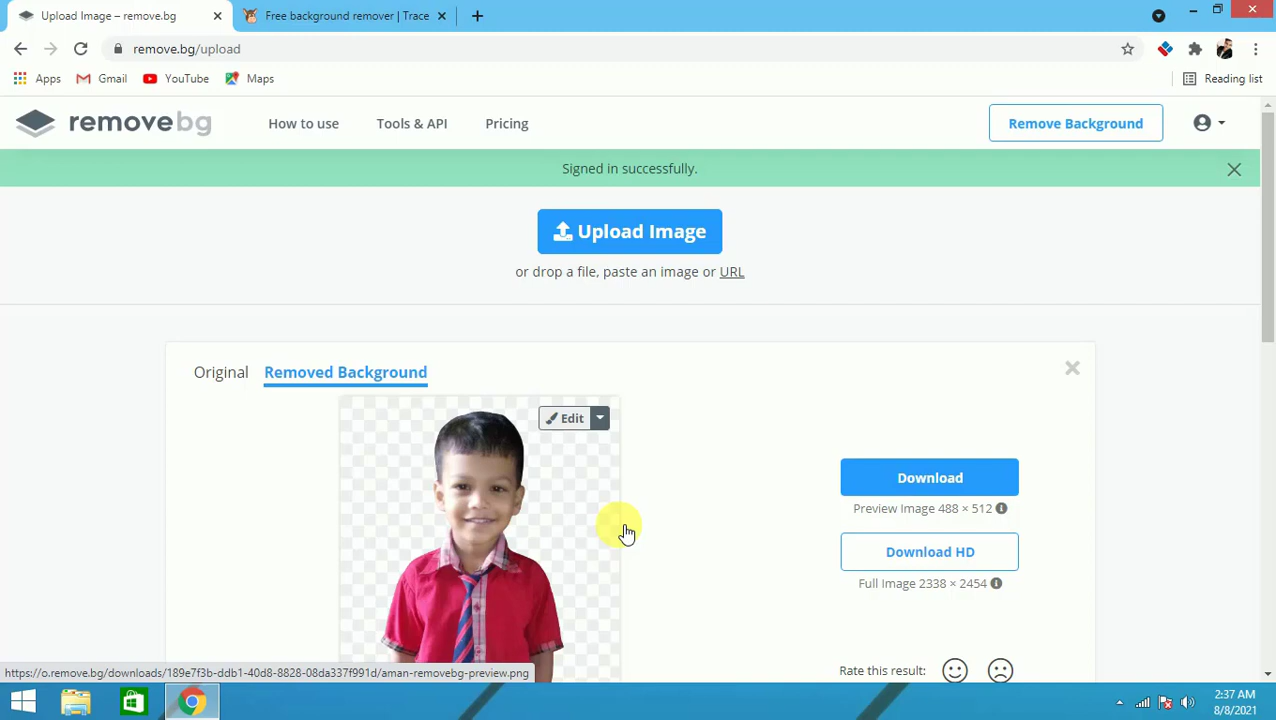 Upload Image – remove.bg
Free background remover | Trace
remove.bg/upload
Apps
Gmail
YouTube
Maps
Reading list
removebg
How to use
Tools & API
Pricing
Remove Background
Signed in successfully.
Upload Image
or drop a file, paste an image or URL
Original
Removed Background
Edit
Download
Preview Image 488 × 512
Download HD
Full Image 2338 × 2454
Rate this result:
https://o.remove.bg/downloads/189e7f3b-ddb1-40d8-8828-08da337f991d/aman-removebg-preview.png
2:37 AM
8/8/2021